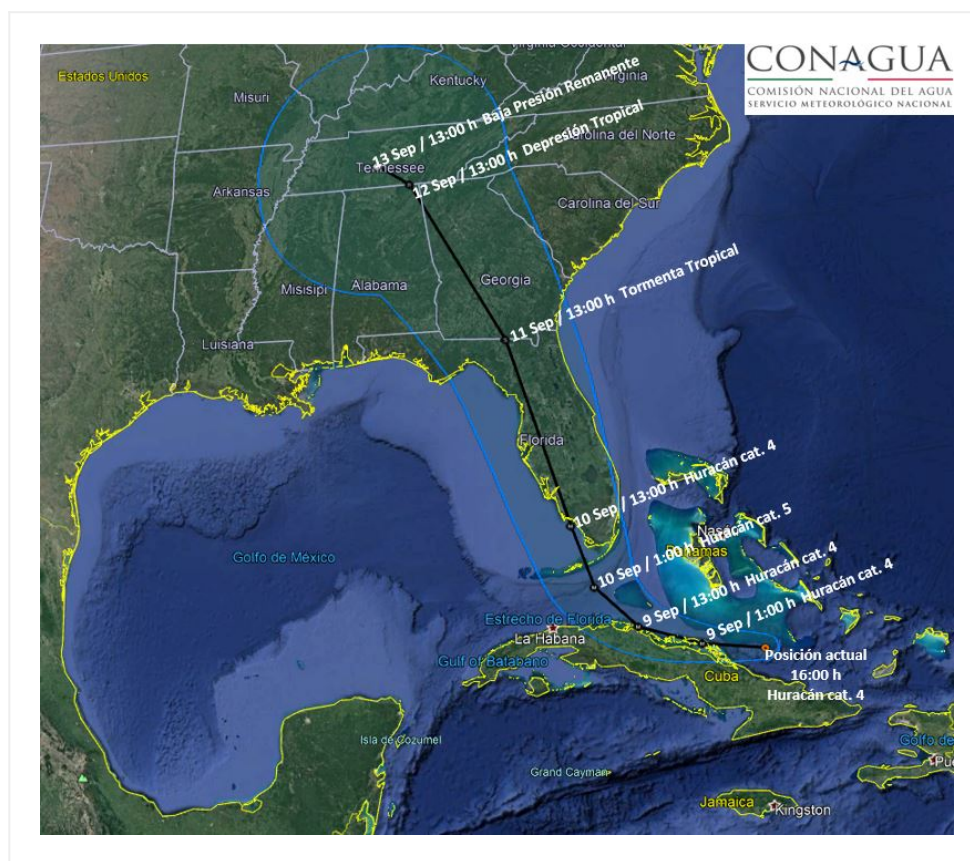 CONAGUA
COMISIÓN NACIONAL DEL AGUA
SERVICIO METEOROLÓGICO NACIONAL
Estados Unidos
Misuri
Kentucky
Virginia Occidental
Virginia
13 Sep / 13:00 h Baja Presión Remanente
Tennessee
12 Sep / 13:00 h Depresión Tropical
Carolina del Norte
Arkansas
Carolina del Sur
Misisipi
Alabama
Georgia
11 Sep / 13:00 h Tormenta Tropical
Luisiana
Florida
10 Sep / 13:00 h Huracán cat. 4
Golfo de México
10 Sep / 1:00 h Huracán cat. 5
Nasáu
Bahamas
9 Sep / 13:00 h Huracán cat. 4
9 Sep / 1:00 h Huracán cat. 4
Estrecho de Florida
La Habana
Gulf of Batabano
Cuba
Posición actual
16:00 h
Huracán cat. 4
Isla de Cozumel
Grand Cayman
Golfo de
Jamaica
Kingston